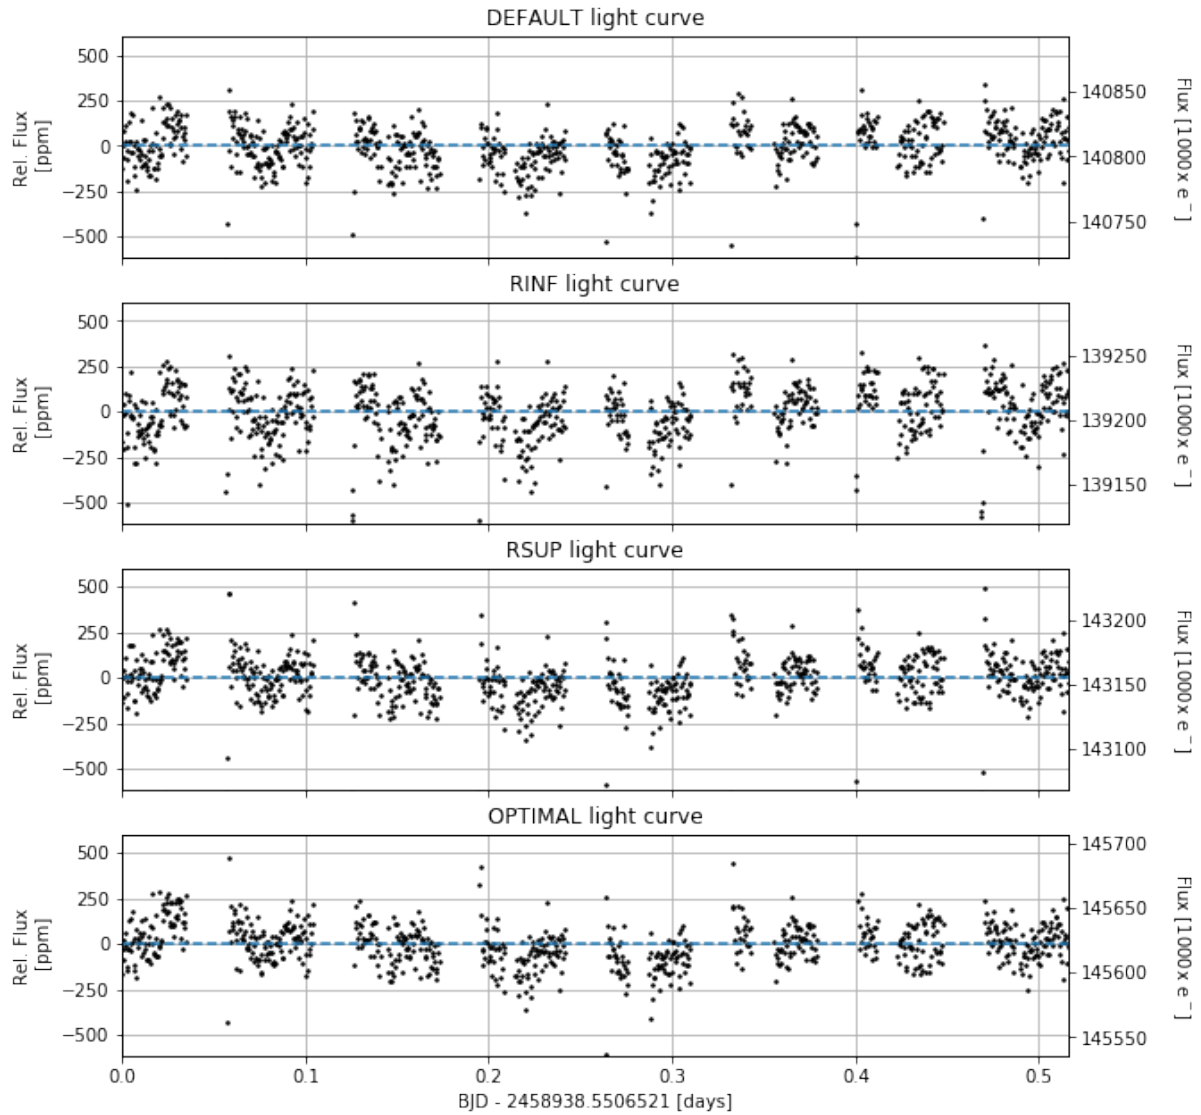 DEFAULT light curve
500
250
0
−250
−500
Rel. Flux
[ppm]
140850
140800
140750
Flux [1000x e⁻]
RINF light curve
500
250
0
−250
−500
Rel. Flux
[ppm]
139250
139200
139150
Flux [1000x e⁻]
RSUP light curve
500
250
0
−250
−500
Rel. Flux
[ppm]
143200
143150
143100
Flux [1000x e⁻]
OPTIMAL light curve
500
250
0
−250
−500
Rel. Flux
[ppm]
145700
145650
145600
145550
Flux [1000x e⁻]
0.0 0.1 0.2 0.3 0.4 0.5
BJD - 2458938.5506521 [days]